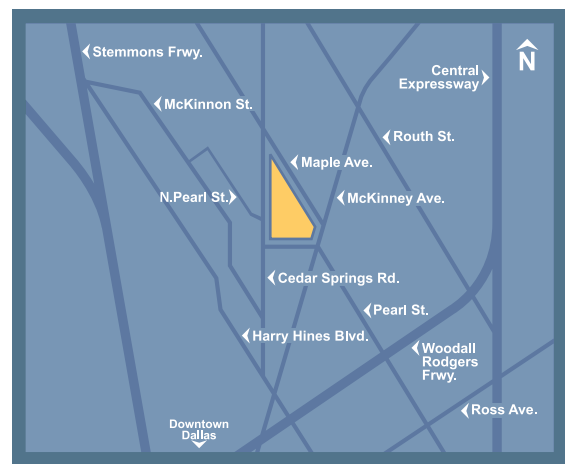 Stemmons Frwy.
N
Central
Expressway
McKinnon St.
Routh St.
Maple Ave.
N.Pearl St.
McKinney Ave.
Cedar Springs Rd.
Pearl St.
Harry Hines Blvd.
Woodall
Rodgers
Frwy.
Ross Ave.
Downtown
Dallas